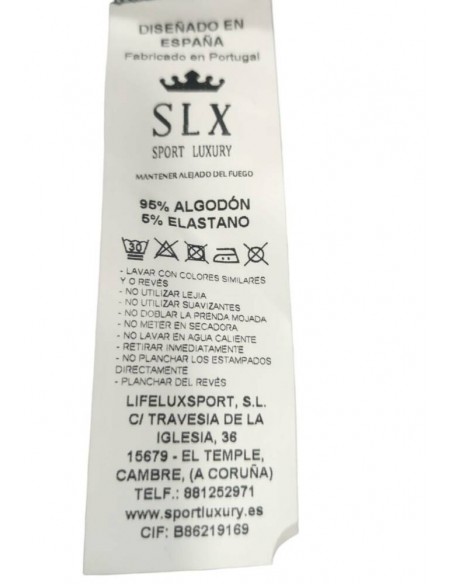 DISEÑADO EN
ESPAÑA
Fabricado en Portugal
SLX
SPORT LUXURY
MANTENER ALEJADO DEL FUEGO
95% ALGODÓN
5% ELASTANO
30
- LAVAR CON COLORES SIMILARES
Y O REVÉS
- NO UTILIZAR LEJIA
- NO UTILIZAR SUAVIZANTES
- NO DOBLAR LA PRENDA MOJADA
- NO METER EN SECADORA
- NO LAVAR EN AGUA CALIENTE
- RETIRAR INMEDIATAMENTE
- NO PLANCHAR LOS ESTAMPADOS
DIRECTAMENTE
- PLANCHAR DEL REVÉS
LIFELUXSPORT, S.L.
C/ TRAVESIA DE LA
IGLESIA, 36
15679 - EL TEMPLE,
CAMBRE, (A CORUÑA)
TELF.: 881252971
www.sportluxury.es
CIF: B86219169